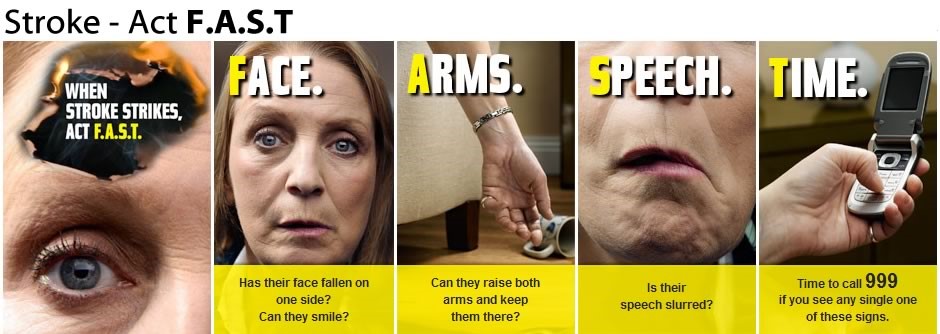 Stroke - Act F.A.S.T
WHEN
STROKE STRIKES,
ACT F.A.S.T.
FACE.
Has their face fallen on
one side?
Can they smile?
ARMS.
Can they raise both
arms and keep
them there?
SPEECH.
Is their
speech slurred?
TIME.
Time to call 999
if you see any single one
of these signs.